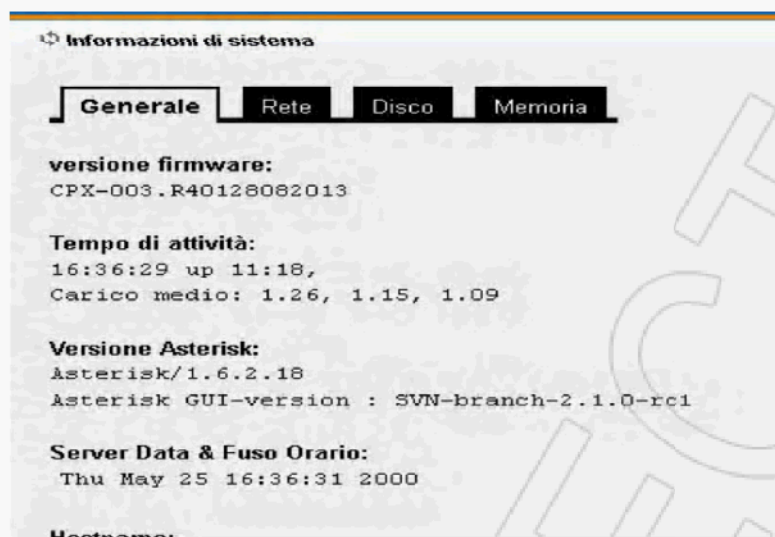 Informazioni di sistema
Generale Rete Disco Memoria
versione firmware:
CPX-003.R40128082013
Tempo di attività:
16:36:29 up 11:18,
Carico medio: 1.26, 1.15, 1.09
Versione Asterisk:
Asterisk/1.6.2.18
Asterisk GUI-version : SVN-branch-2.1.0-rc1
Server Data & Fuso Orario:
Thu May 25 16:36:31 2000
Hostname: